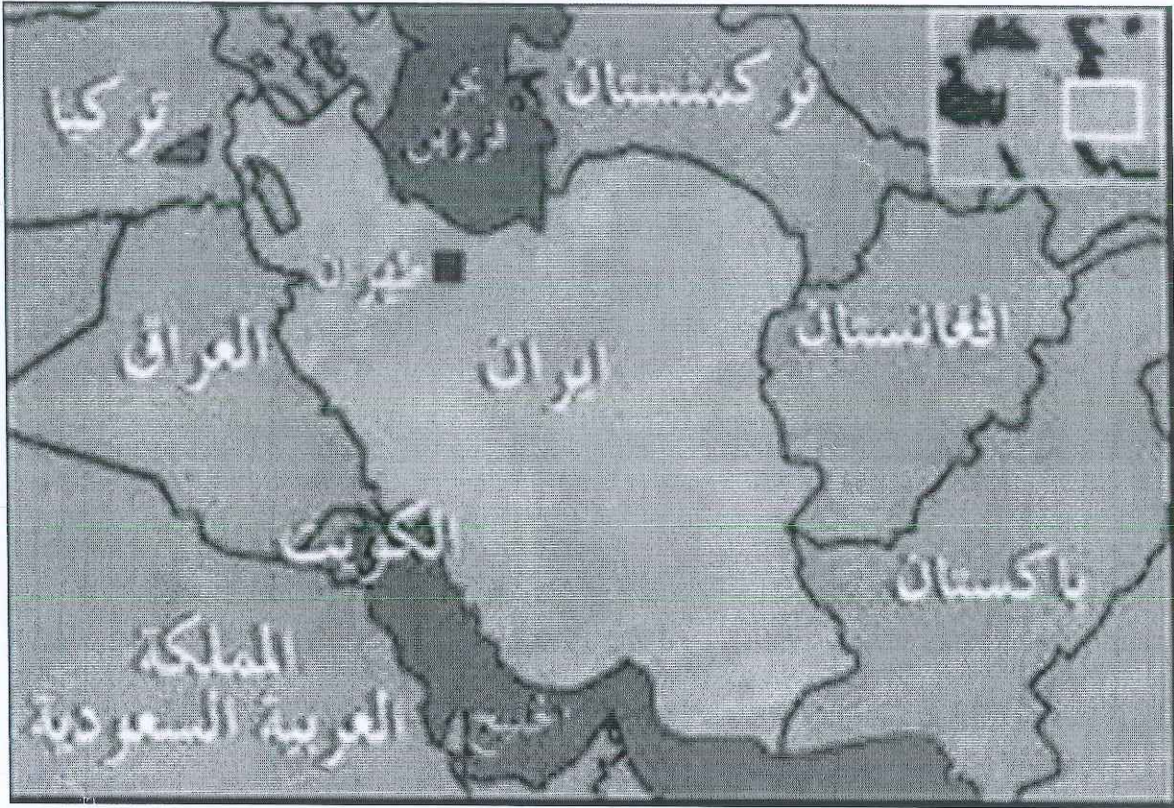 تركمنستان
بحر
قزوين
تركيا
طهران
افغانستان
ايران
العراق
الكويت
باكستان
المملكة
العربية السعودية
الخليج